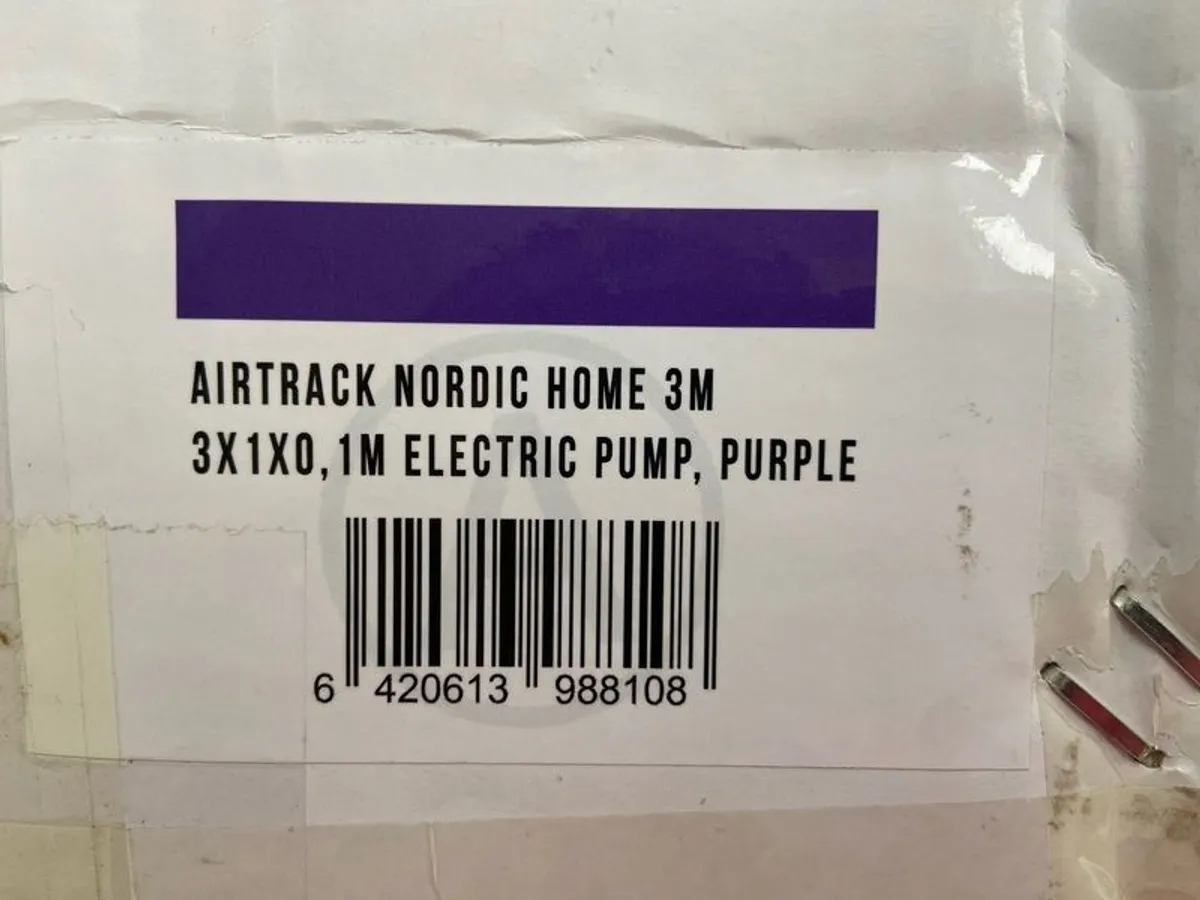 AIRTRACK NORDIC HOME 3M
3X1X0,1M ELECTRIC PUMP, PURPLE
6 420613 988108